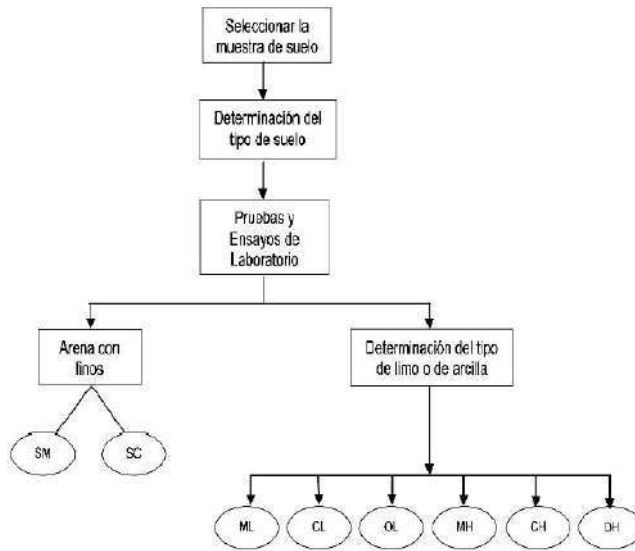 Seleccionar
la muestra de suelo
Determinación del
tipo de suelo
Pruebas y
Ensayos de
Laboratorio
Arena con
finos
Determinación del tipo
de limo o de arcilla
SM
SC
ML
CL
OL
MH
CH
OH